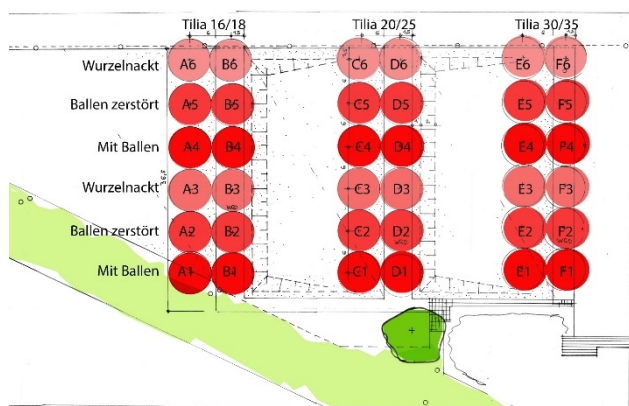 Tilia 16/18 Tilia 20/25 Tilia 30/35
Wurzelnackt A6 B6 C6 D6 E6 F6
Ballen zerstört A5 B5 C5 D5 E5 F5
Mit Ballen A4 B4 C4 D4 E4 F4
Wurzelnackt A3 B3 C3 D3 E3 F3
Ballen zerstört A2 B2 C2 D2 E2 F2
Mit Ballen A1 B1 C1 D1 E1 F1